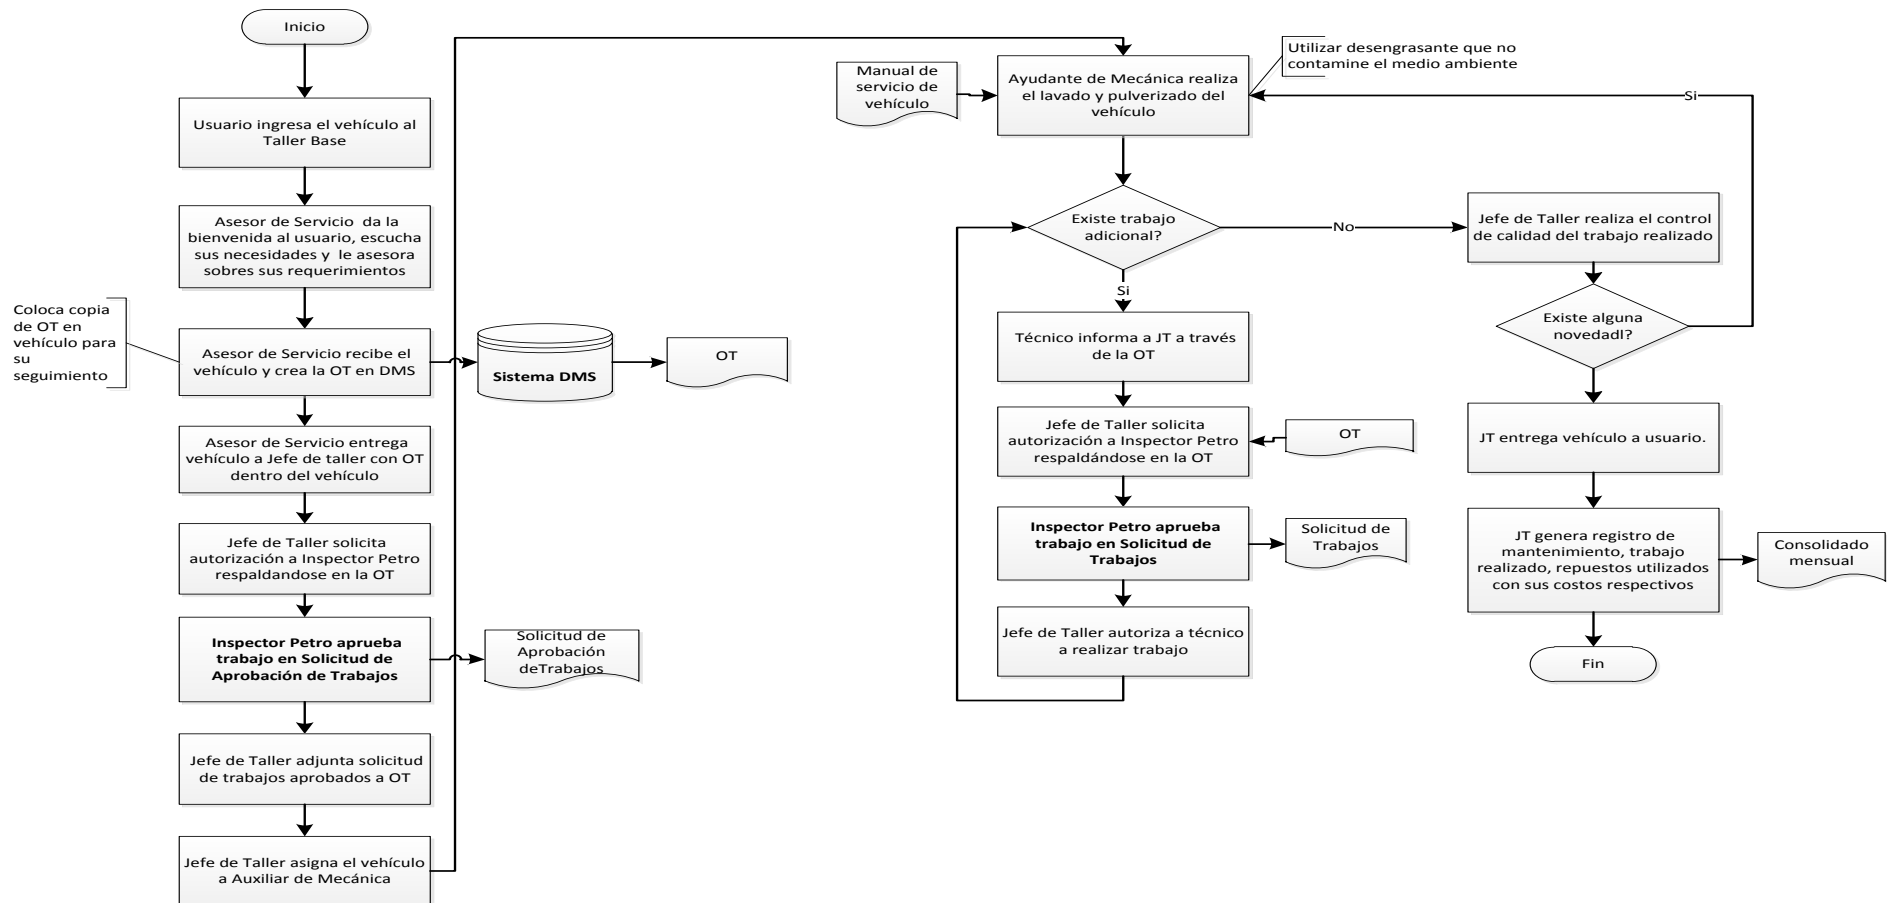 Inicio
Usuario ingresa el vehículo al
Taller Base
Asesor de Servicio  da la
bienvenida al usuario, escucha
sus necesidades y  le asesora
sobres sus requerimientos
Coloca copia
de OT en
vehículo para
su
seguimiento
Asesor de Servicio recibe el
vehículo y crea la OT en DMS
Sistema DMS
OT
Asesor de Servicio entrega
vehículo a Jefe de taller con OT
dentro del vehículo
Jefe de Taller solicita
autorización a Inspector Petro
respaldandose en la OT
Inspector Petro aprueba
trabajo en Solicitud de
Aprobación de Trabajos
Solicitud de
Aprobación
deTrabajos
Jefe de Taller adjunta solicitud
de trabajos aprobados a OT
Jefe de Taller asigna el vehículo
a Auxiliar de Mecánica
Manual de
servicio de
vehículo
Ayudante de Mecánica realiza
el lavado y pulverizado del
vehículo
Utilizar desengrasante que no
contamine el medio ambiente
Si
Existe trabajo
adicional?
No
Si
Técnico informa a JT a través
de la OT
Jefe de Taller solicita
autorización a Inspector Petro
respaldándose en la OT
OT
Inspector Petro aprueba
trabajo en Solicitud de
Trabajos
Solicitud de
Trabajos
Jefe de Taller autoriza a técnico
a realizar trabajo
Jefe de Taller realiza el control
de calidad del trabajo realizado
Existe alguna
novedadl?
JT entrega vehículo a usuario.
JT genera registro de
mantenimiento, trabajo
realizado, repuestos utilizados
con sus costos respectivos
Consolidado
mensual
Fin